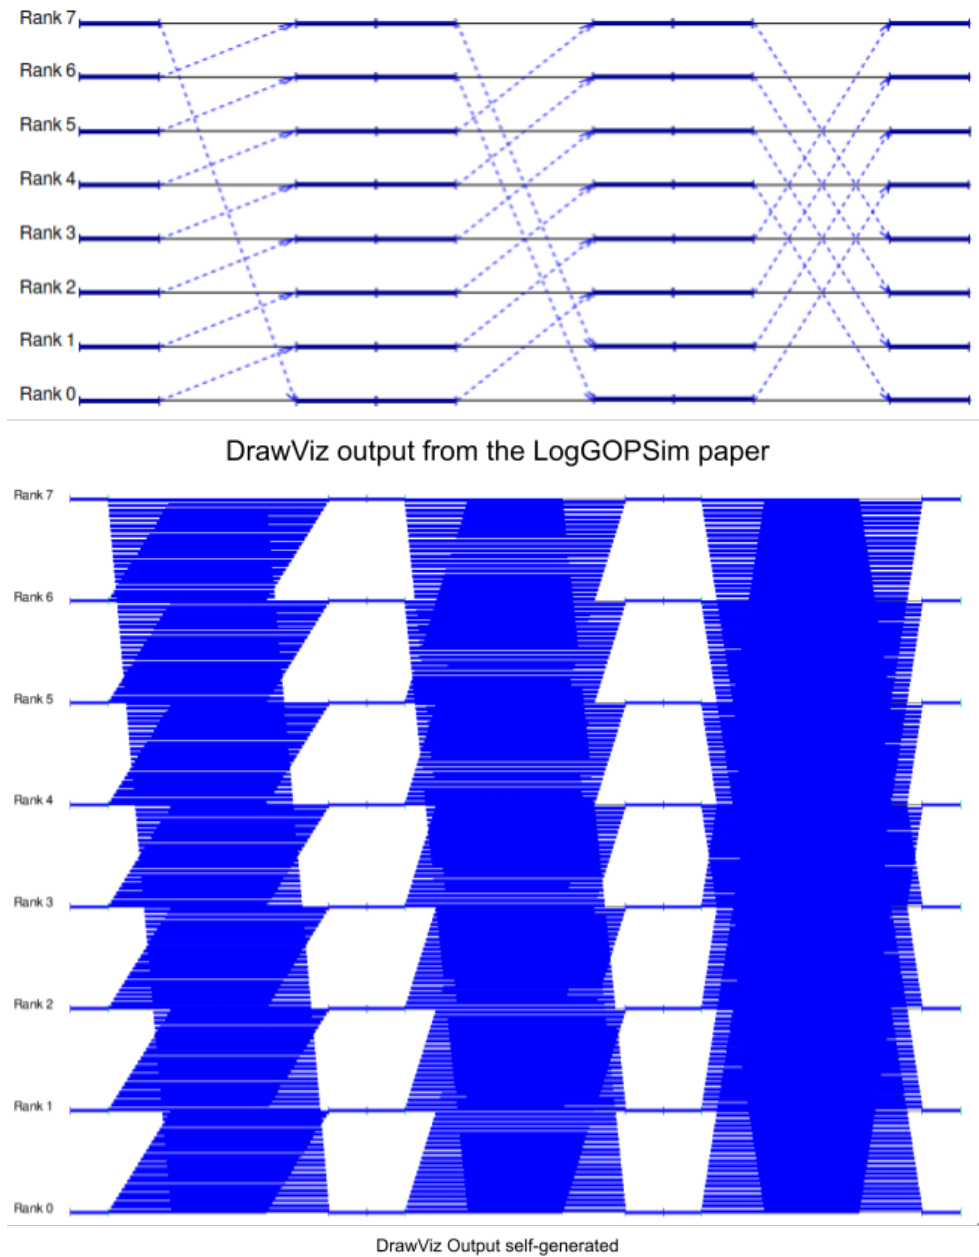 Rank 7
Rank 6
Rank 5
Rank 4
Rank 3
Rank 2
Rank 1
Rank 0
DrawViz output from the LogGOPSim paper
Rank 7
Rank 6
Rank 5
Rank 4
Rank 3
Rank 2
Rank 1
Rank 0
DrawViz Output self-generated